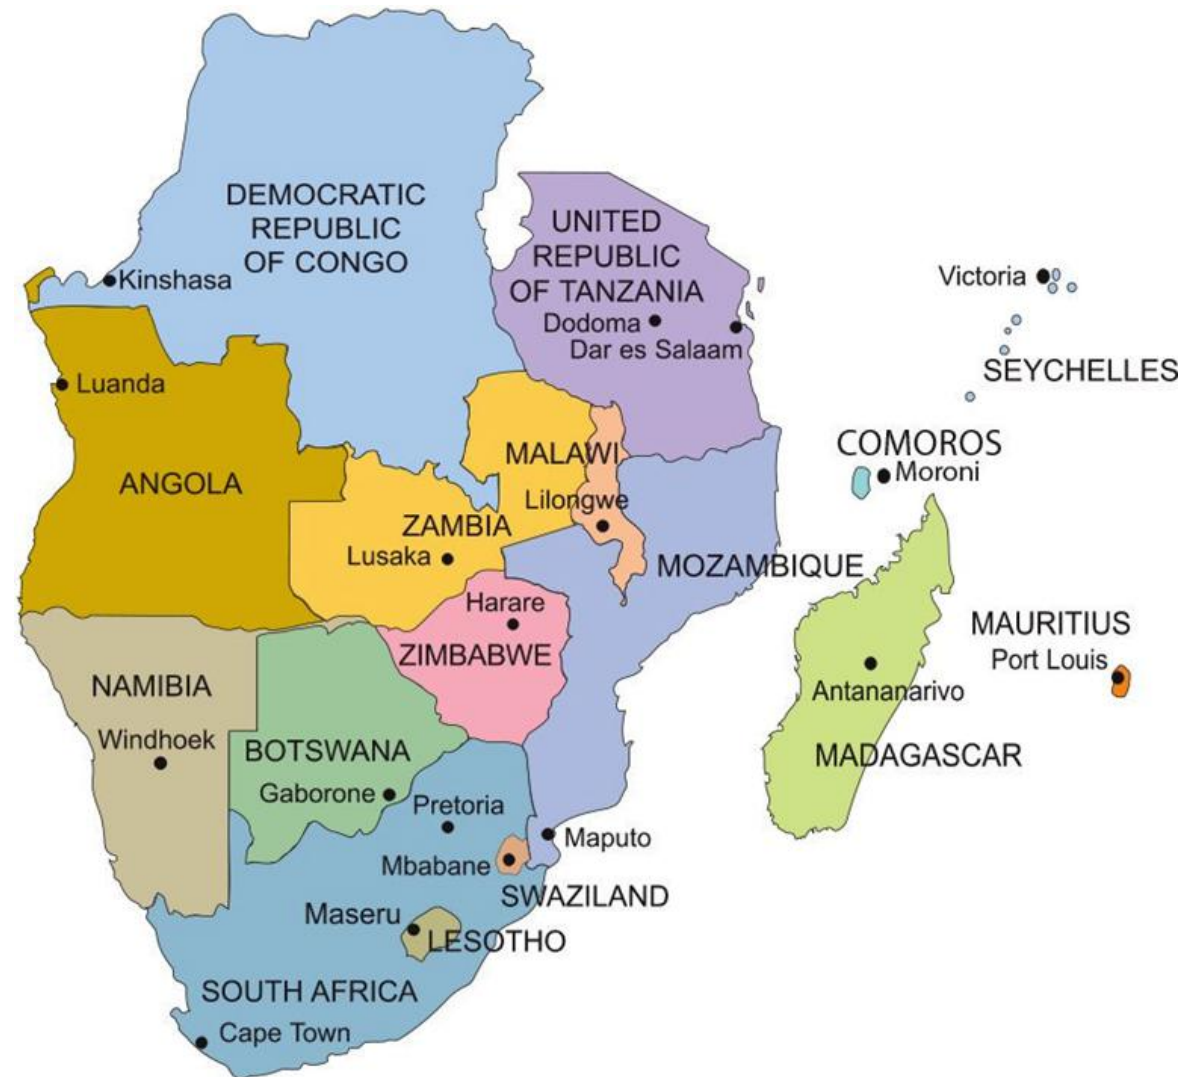 DEMOCRATIC
REPUBLIC
OF CONGO
Kinshasa
UNITED
REPUBLIC
OF TANZANIA
Dodoma
Dar es Salaam
Victoria
SEYCHELLES
Luanda
ANGOLA
MALAWI
Lilongwe
COMOROS
Moroni
ZAMBIA
Lusaka
MOZAMBIQUE
Harare
ZIMBABWE
MAURITIUS
Port Louis
NAMIBIA
Windhoek
Antananarivo
MADAGASCAR
BOTSWANA
Gaborone
Pretoria
Maputo
Mbabane
SWAZILAND
Maseru
LESOTHO
SOUTH AFRICA
Cape Town